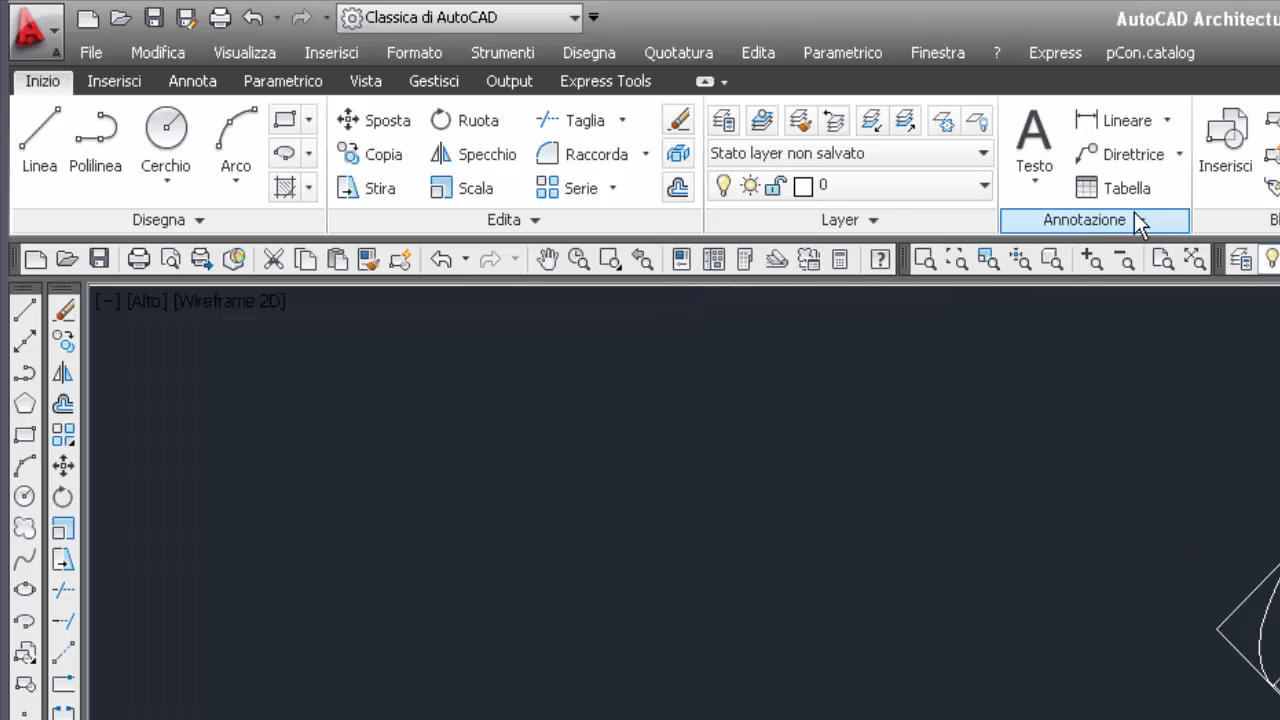 Classica di AutoCAD
AutoCAD Architectu
File Modifica Visualizza Inserisci Formato Strumenti Disegna Quotatura Edita Parametrico Finestra ? Express pCon.catalog
Inizio Inserisci Annota Parametrico Vista Gestisci Output Express Tools
Sposta Ruota Taglia Lineare
Linea Polilinea Cerchio Arco Copia Specchio Raccorda Stato layer non salvato Testo Direttrice Inserisci
Stira Scala Serie 0 Tabella
Disegna Edita Layer Annotazione Bl
[−] [Alto] [Wireframe 2D]